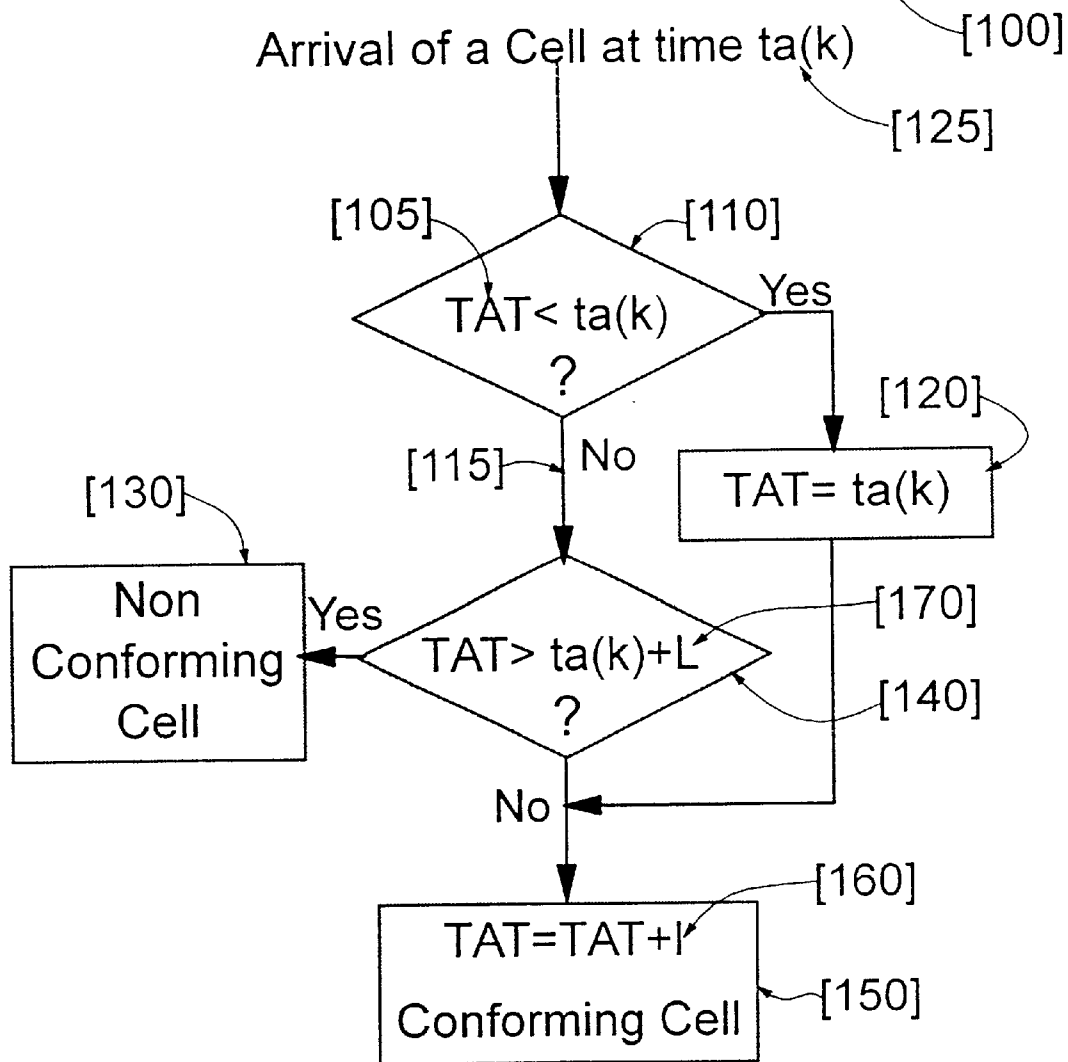 [100]
Arrival of a Cell at time ta(k)
[125]
[105]
[110]
TAT< ta(k)
?
Yes
[120]
[115]
No
TAT= ta(k)
[130]
Non
Conforming
Cell
Yes
[170]
TAT> ta(k)+L
?
[140]
No
[160]
TAT=TAT+I
Conforming Cell
[150]